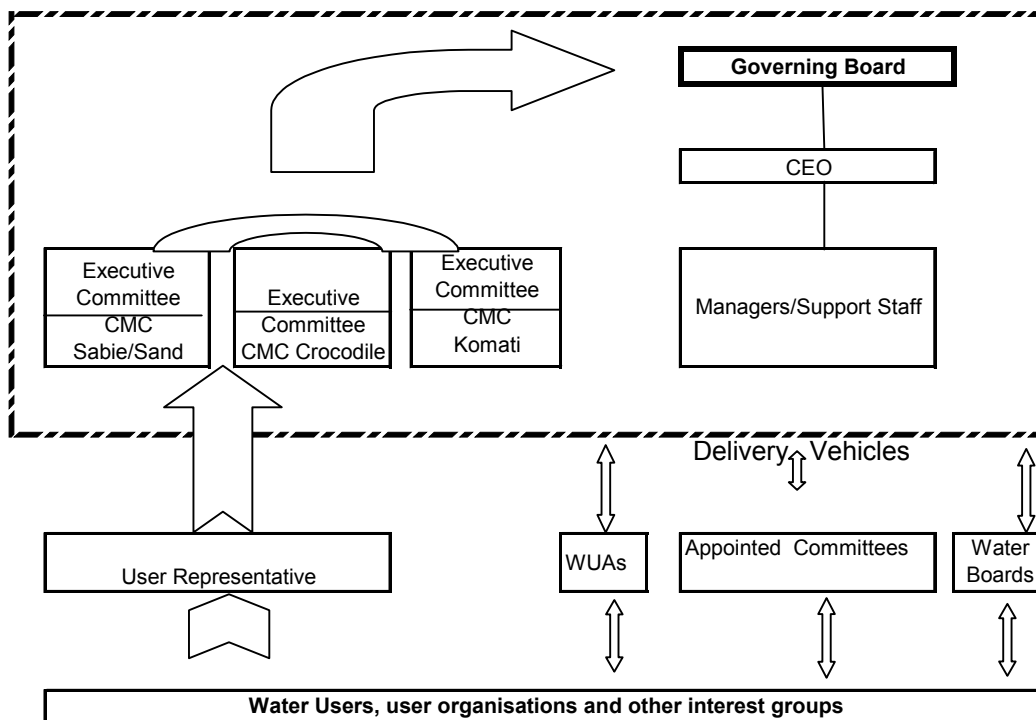 Governing Board
CEO
Executive
Committee
CMC
Sabie/Sand
Executive
Committee
CMC Crocodile
Executive
Committee
CMC
Komati
Managers/Support Staff
Delivery Vehicles
User Representative
WUAs
Appointed Committees
Water
Boards
Water Users, user organisations and other interest groups